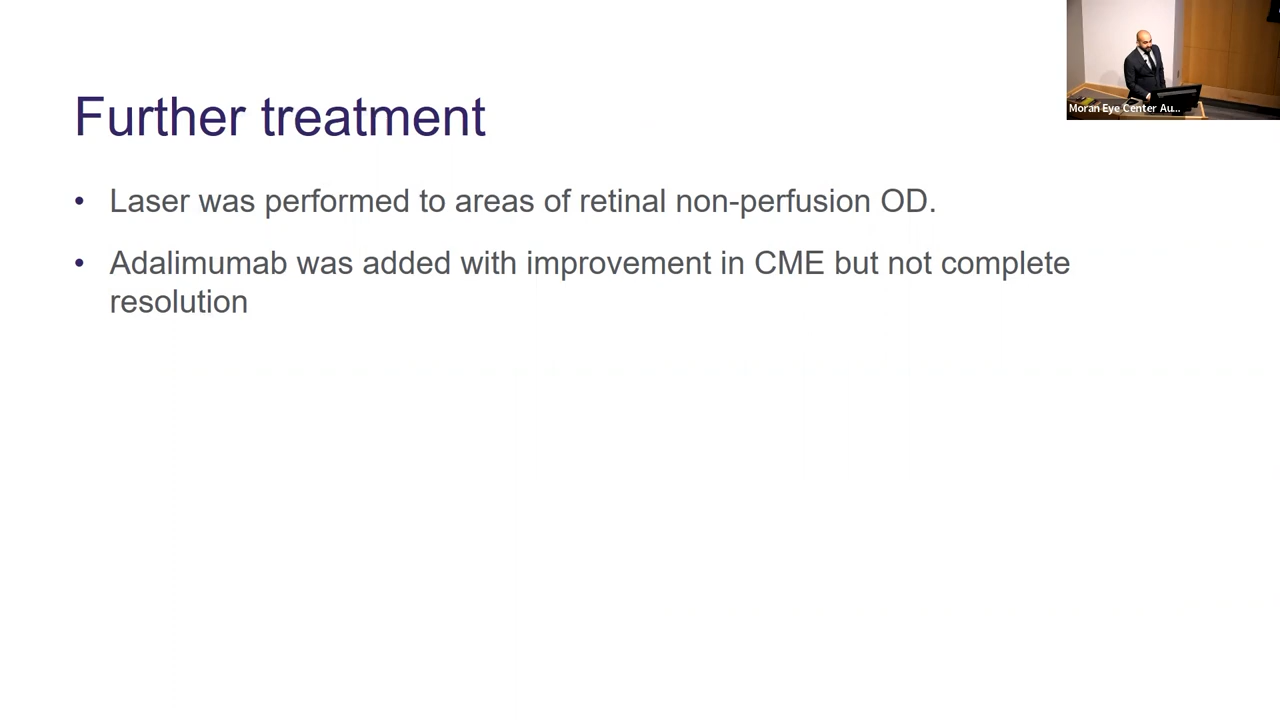 Moran Eye Center Au...
Further treatment
• Laser was performed to areas of retinal non-perfusion OD.
• Adalimumab was added with improvement in CME but not complete
resolution